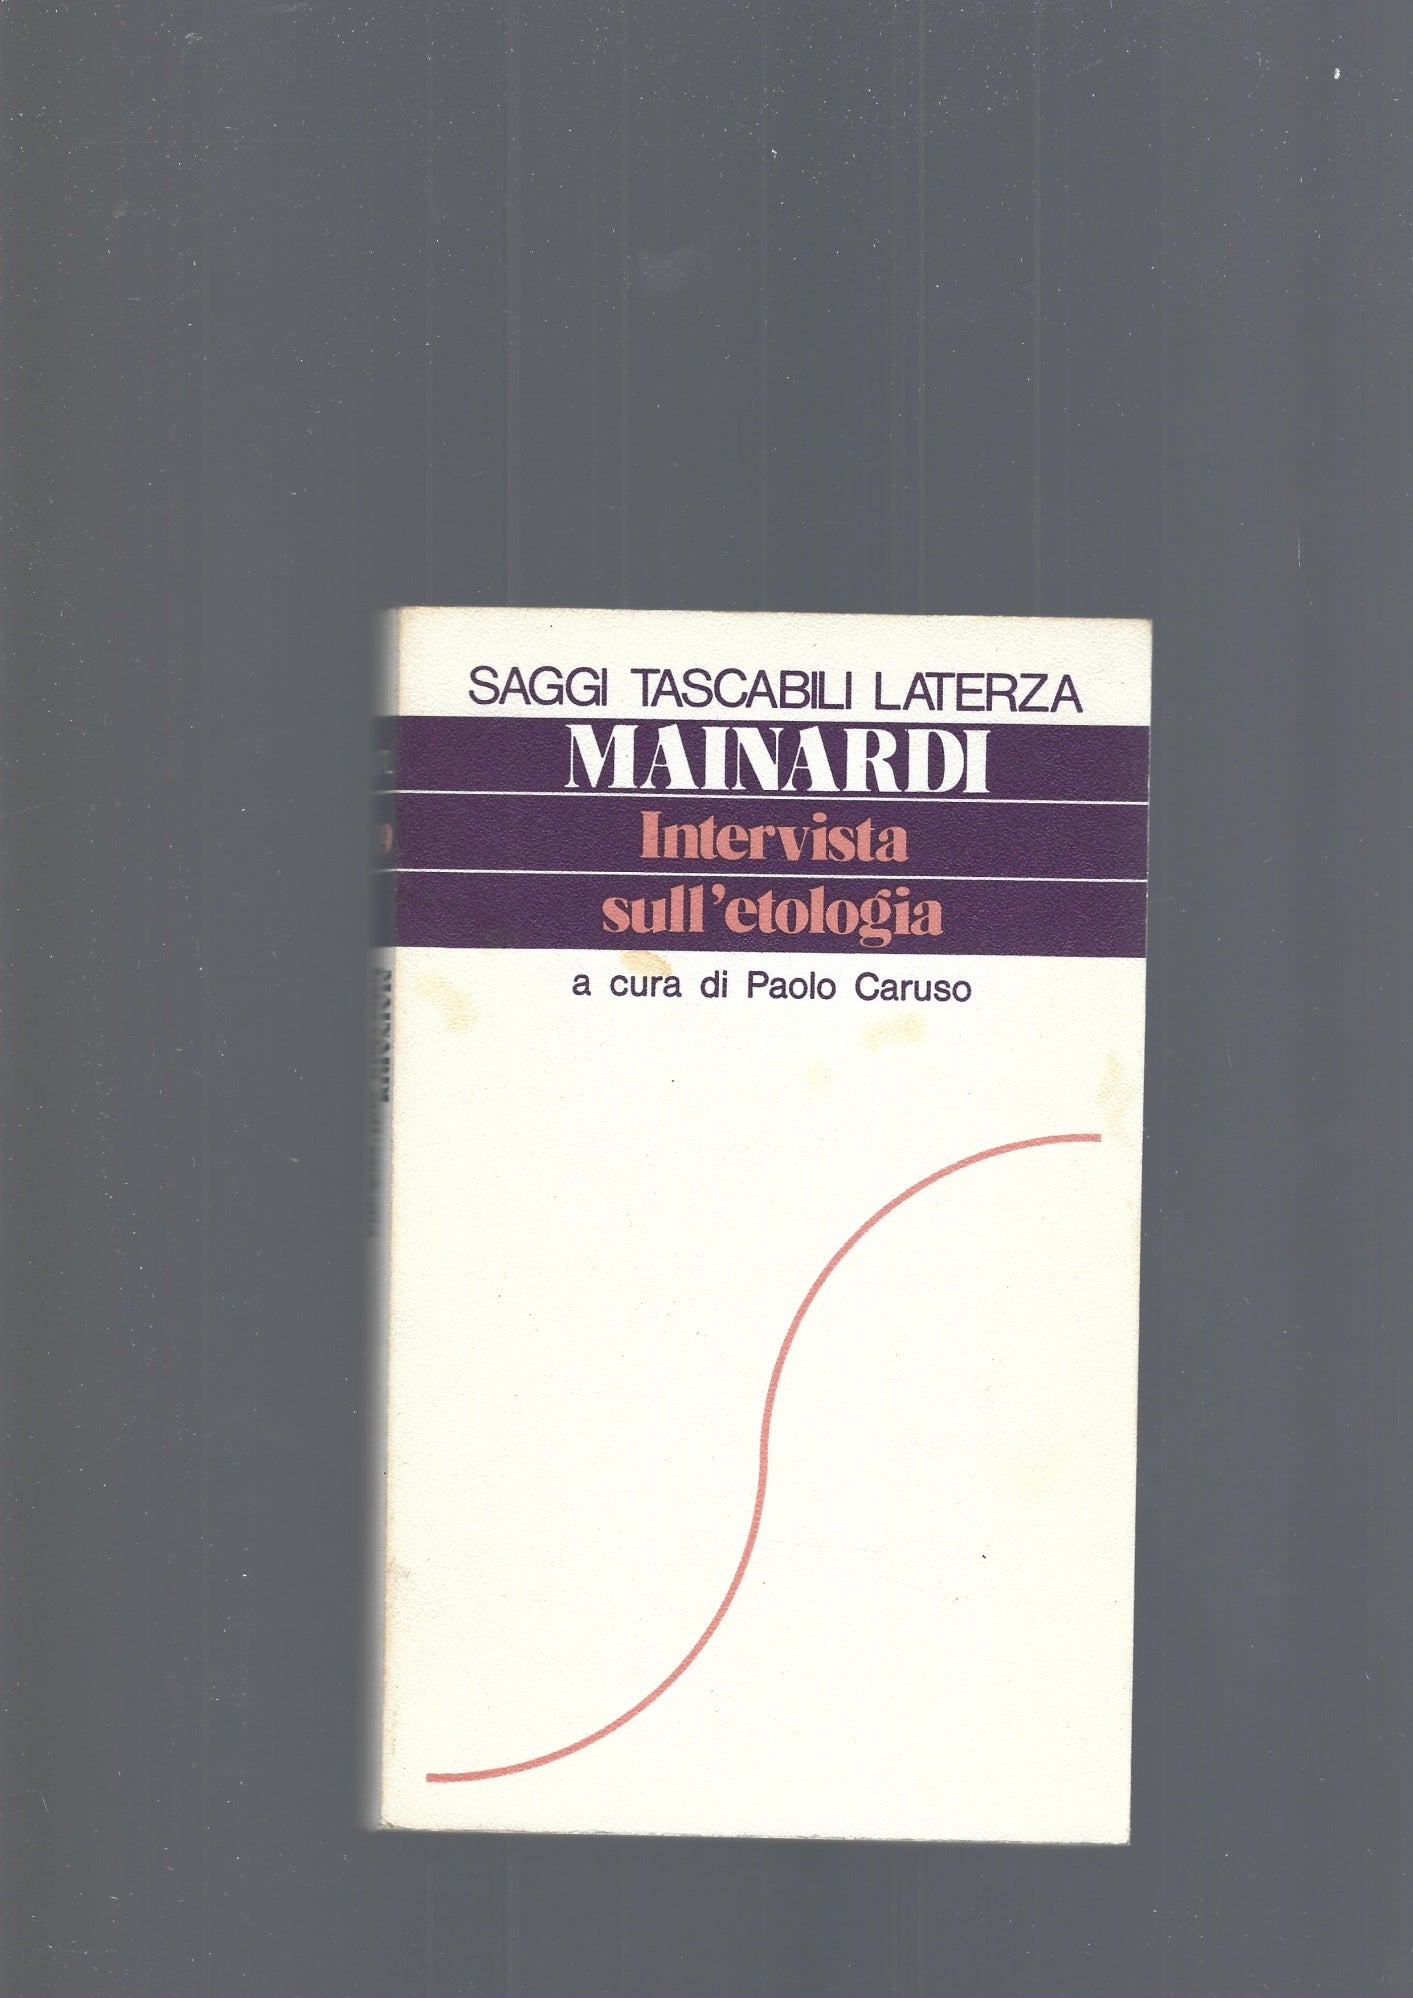 SAGGI TASCABILI LATERZA
MAINARDI
Intervista
sull'etologia
a cura di Paolo Caruso